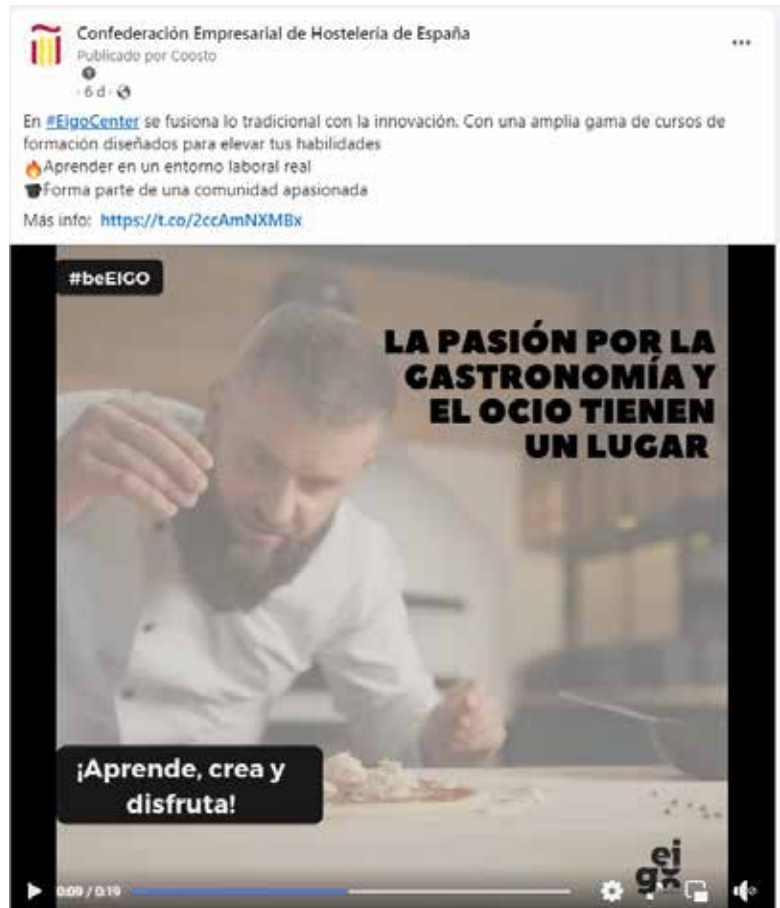 Confederación Empresarial de Hostelería de España
Publicado por Coosto
· 6 d ·
En #EigoCenter se fusiona lo tradicional con la innovación. Con una amplia gama de cursos de
formación diseñados para elevar tus habilidades
🔥Aprender en un entorno laboral real
Forma parte de una comunidad apasionada
Más info: https://t.co/2ccAmNXMBx
#beEIGO
LA PASIÓN POR LA
GASTRONOMÍA Y
EL OCIO TIENEN
UN LUGAR
¡Aprende, crea y
disfruta!
0:09 / 0:19